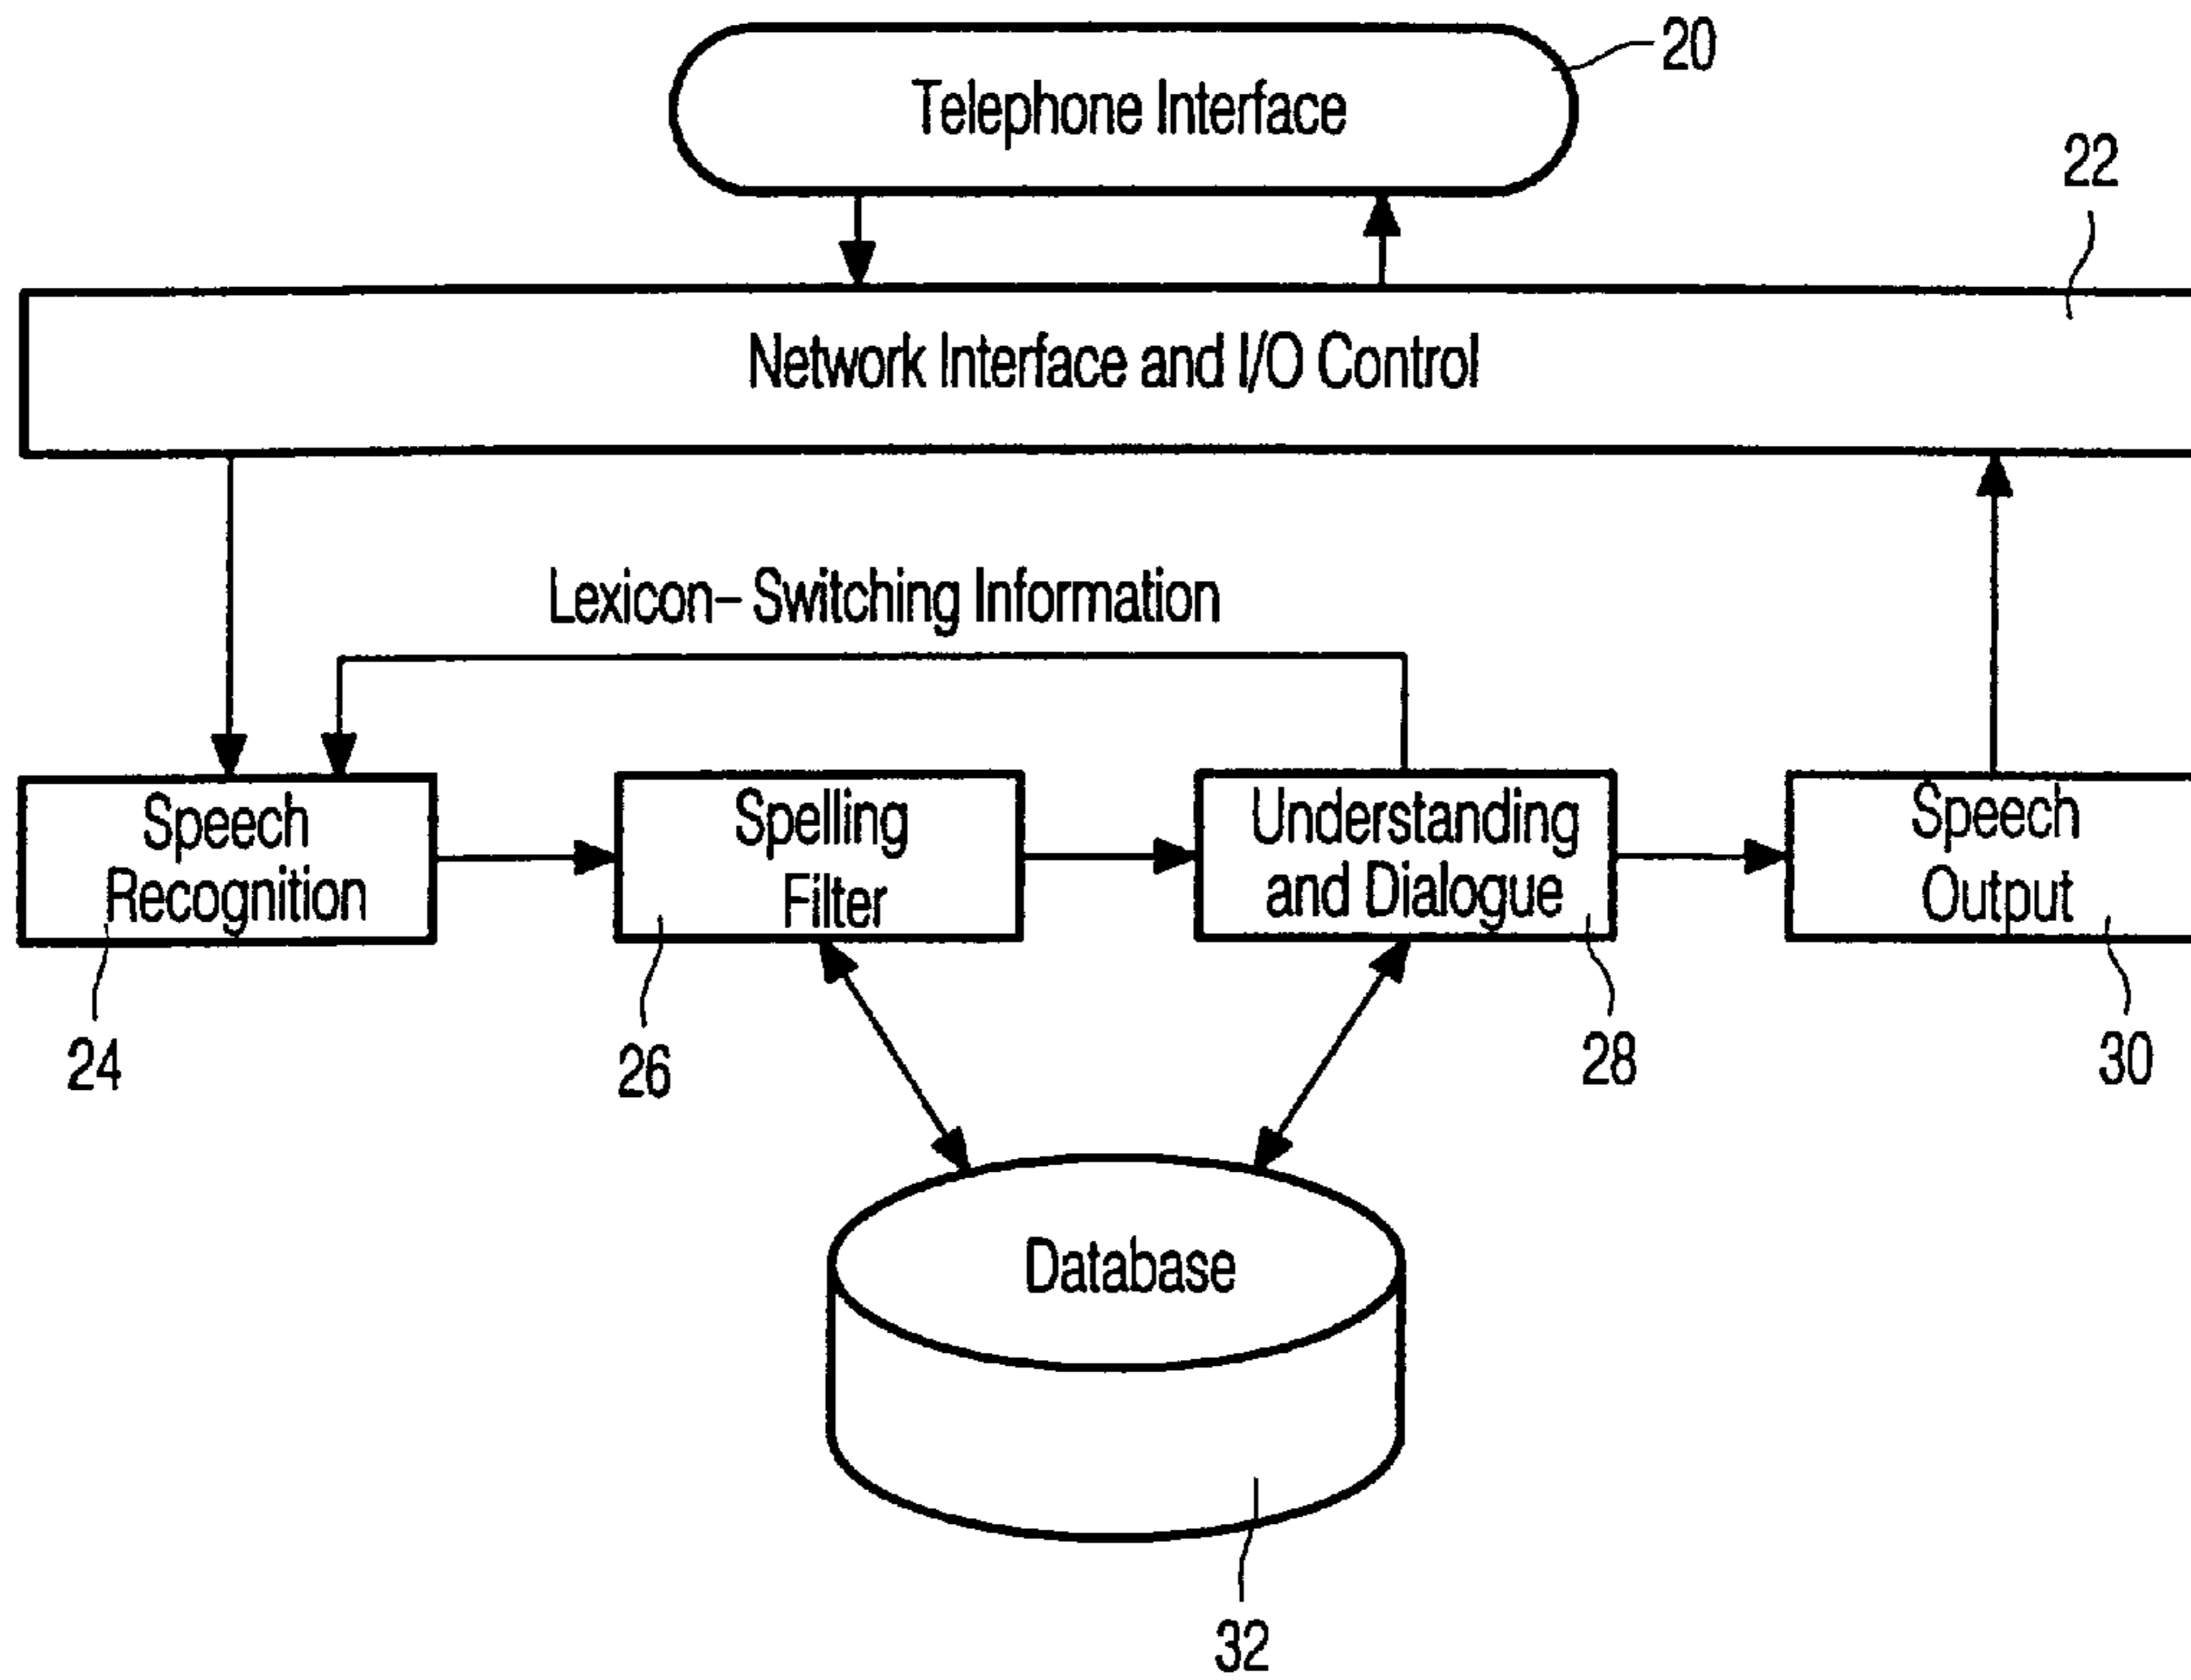 20
Telephone Interface
22
Network Interface and I/O Control
Lexicon– Switching Information
Speech
Recognition
Spelling
Filter
Understanding
and Dialogue
Speech
Output
24
26
28
30
Database
32